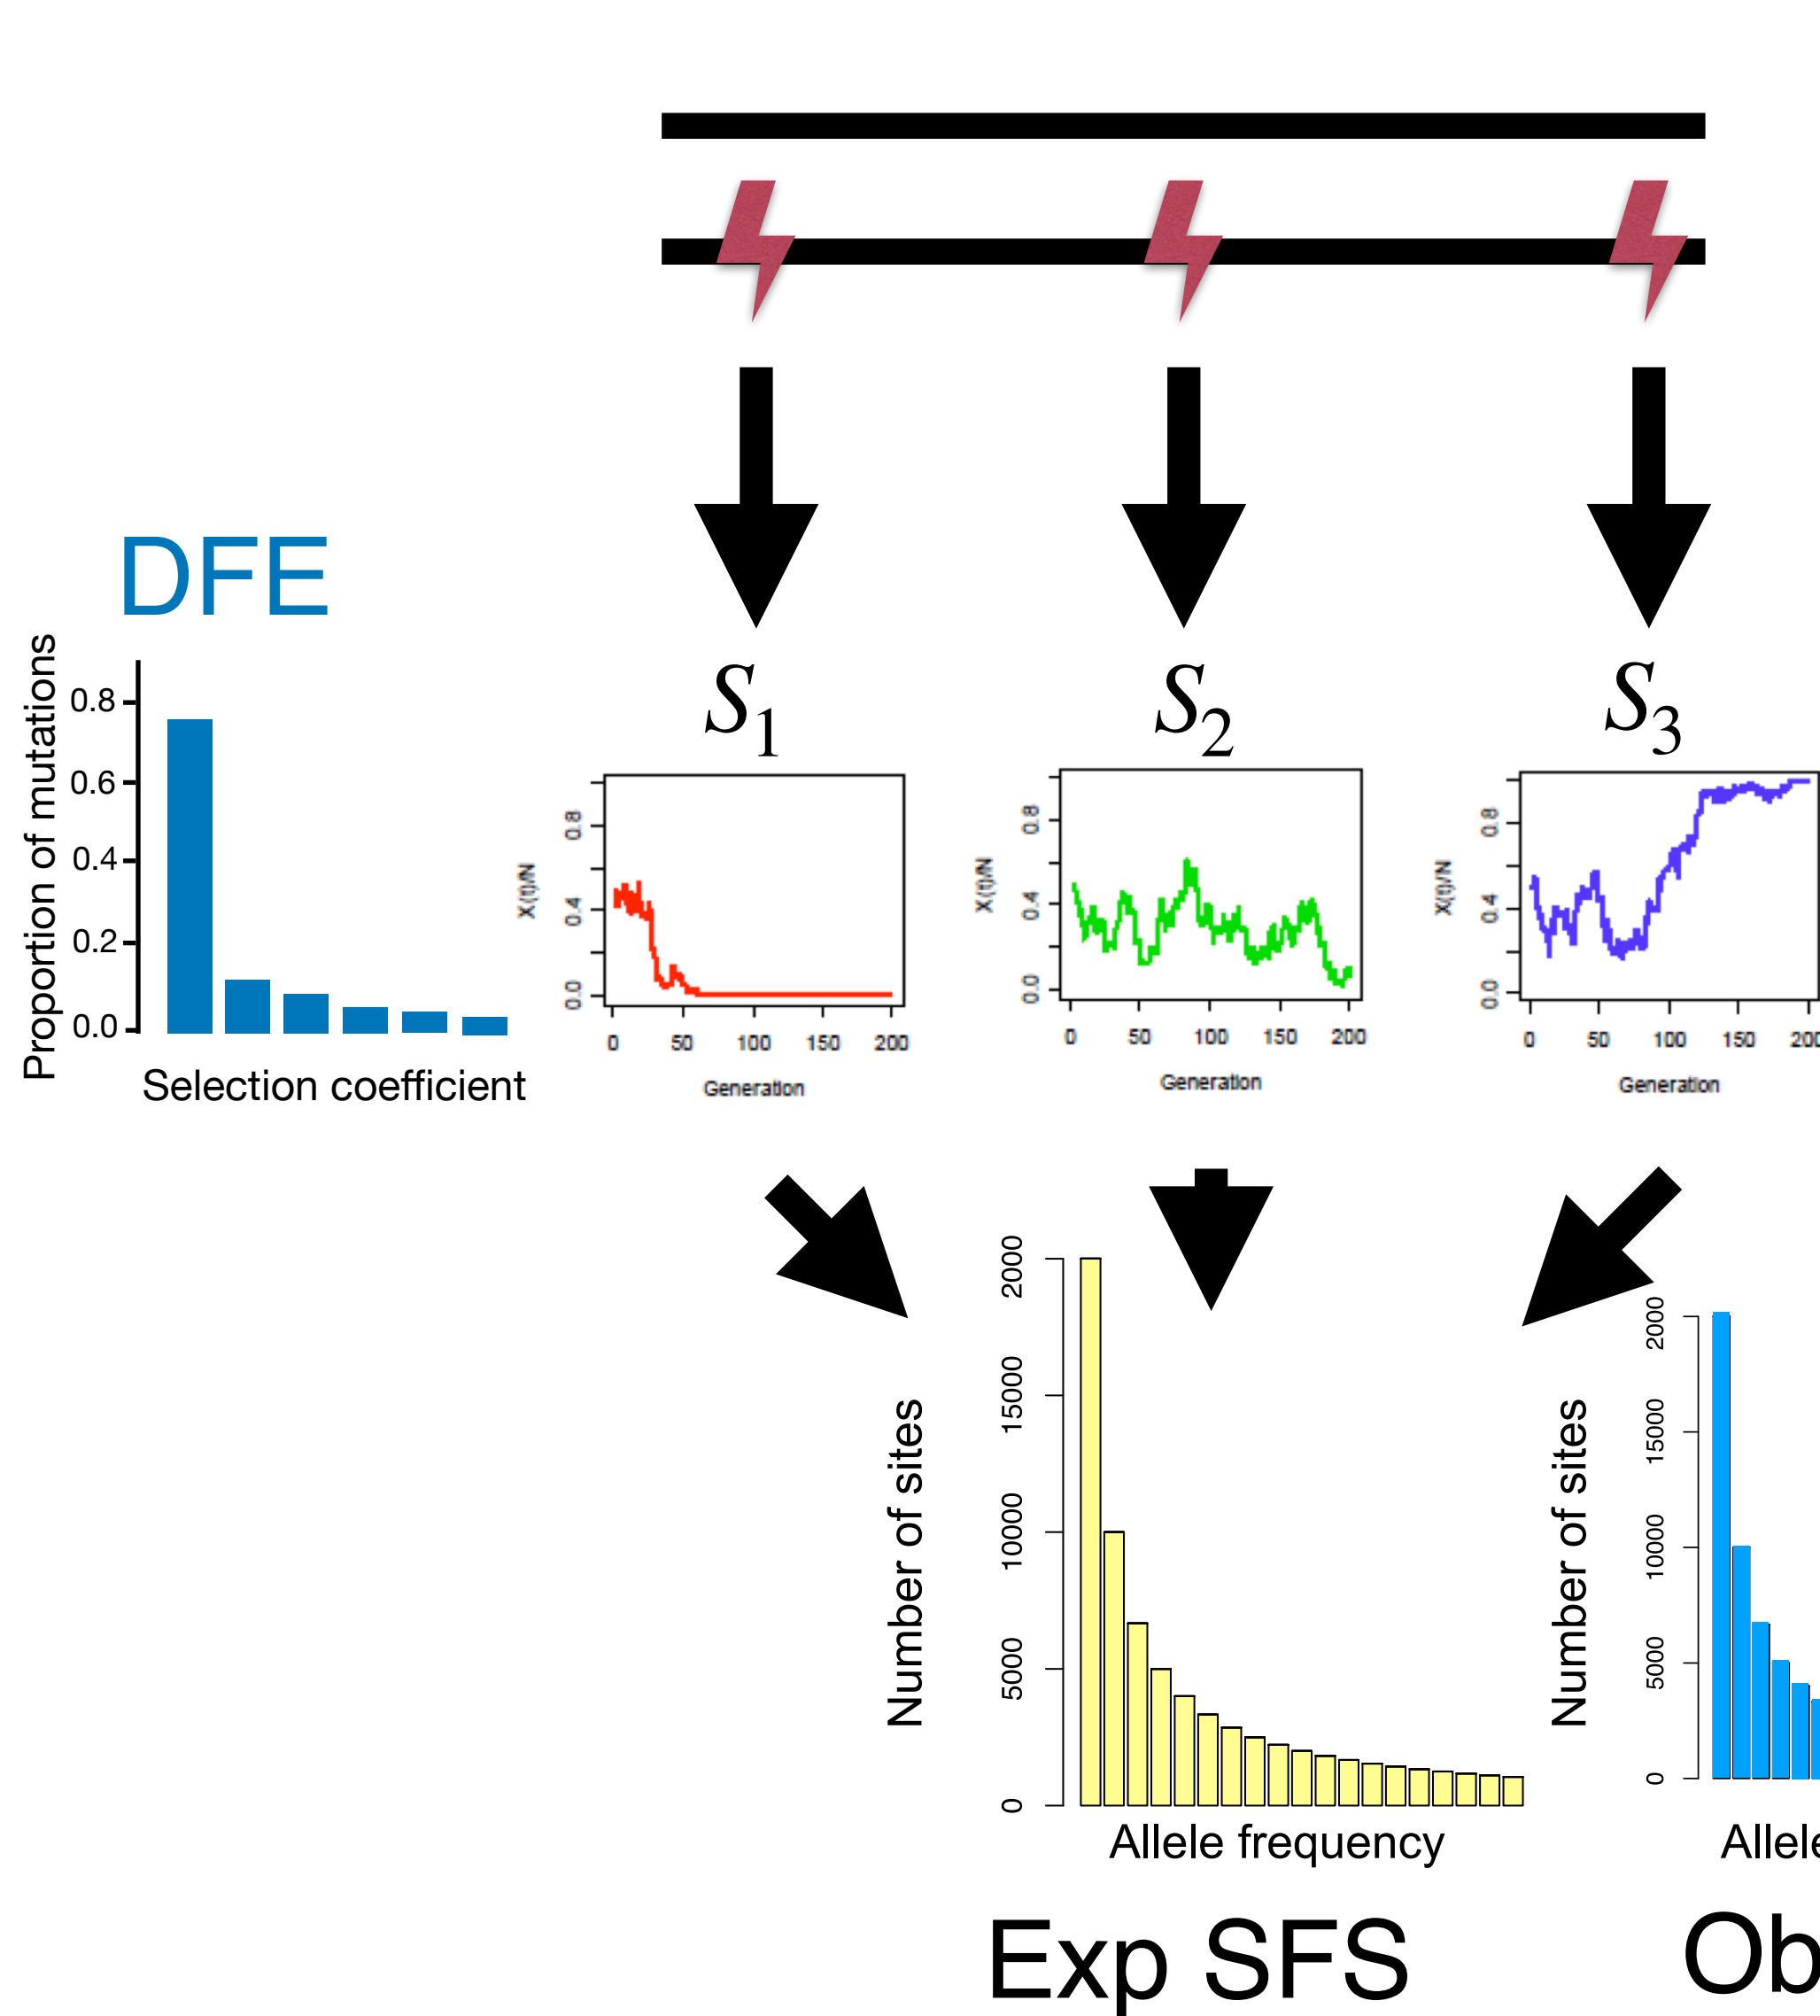 DFE
Proportion of mutations
0.8
0.6
0.4
0.2
0.0
Selection coefficient
S1
X(t)/N
0.8
0.4
0.0
0 50 100 150 200
Generation
S2
X(t)/N
0.8
0.4
0.0
0 50 100 150 200
Generation
S3
X(t)/N
0.8
0.4
0.0
0 50 100 150 200
Generation
Number of sites
2000
15000
10000
5000
0
Allele frequency
Exp SFS
Number of sites
2000
15000
10000
5000
0
Allele
Ob